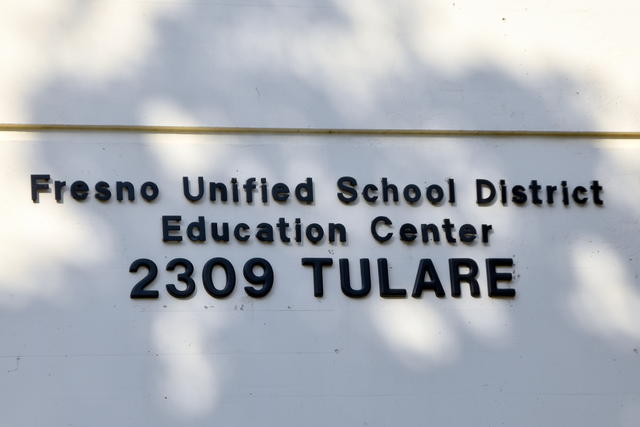 Fresno Unified School District
Education Center
2309 TULARE